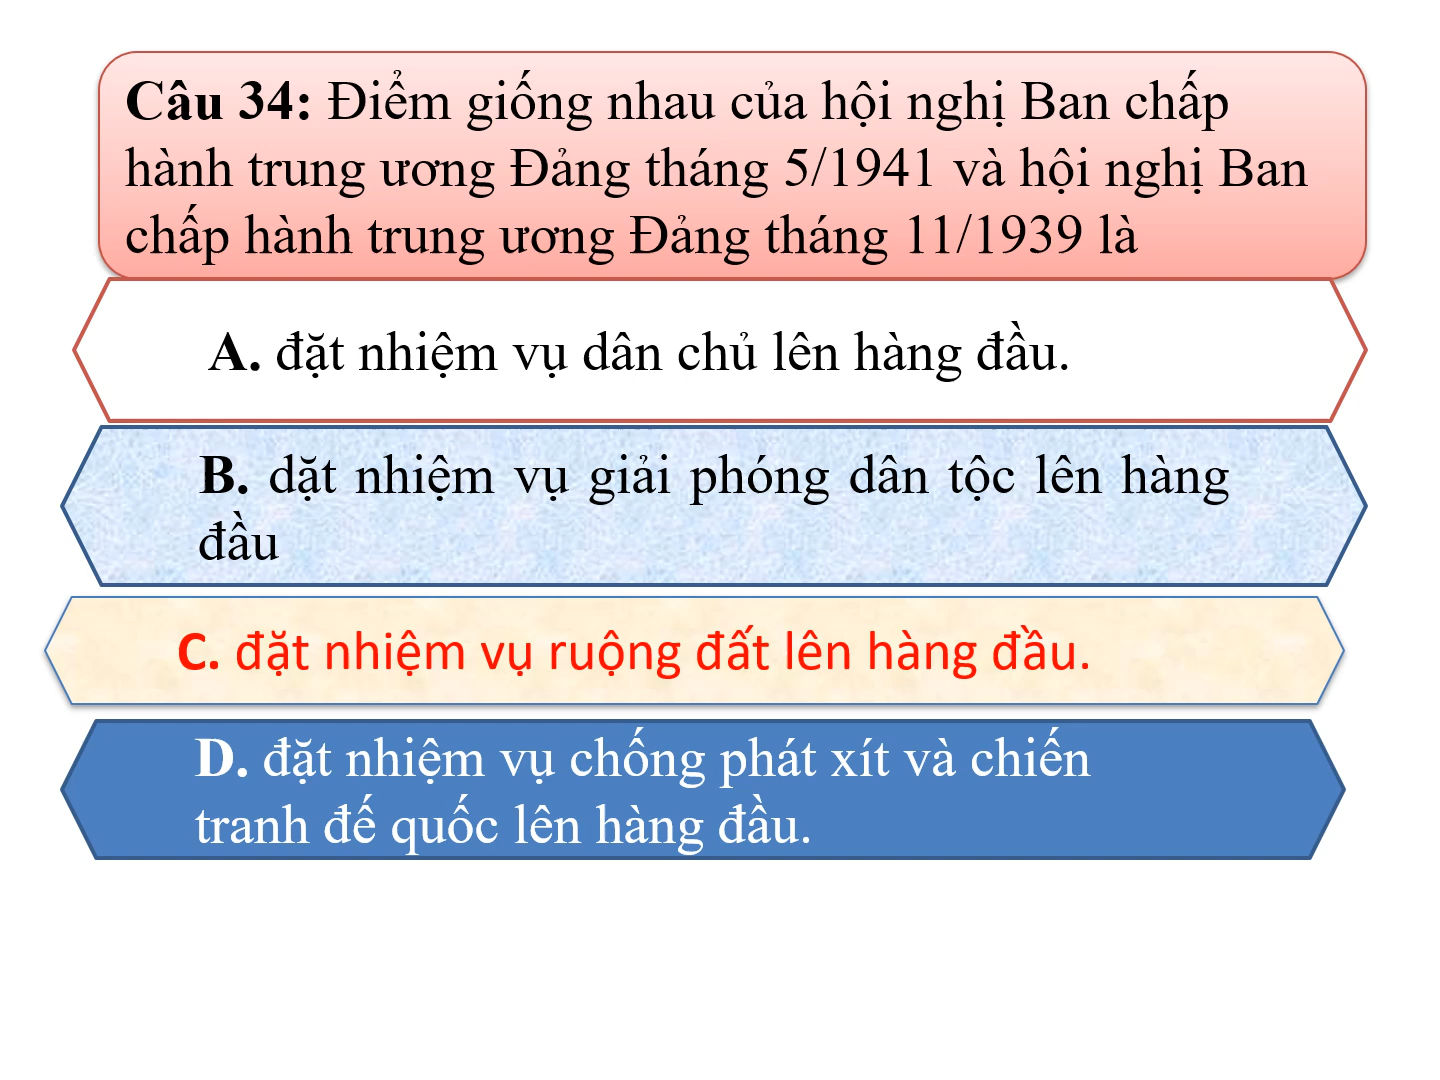 Câu 34: Điểm giống nhau của hội nghị Ban chấp
hành trung ương Đảng tháng 5/1941 và hội nghị Ban
chấp hành trung ương Đảng tháng 11/1939 là
A. đặt nhiệm vụ dân chủ lên hàng đầu.
B. dặt nhiệm vụ giải phóng dân tộc lên hàng
đầu
C. đặt nhiệm vụ ruộng đất lên hàng đầu.
D. đặt nhiệm vụ chống phát xít và chiến
tranh đế quốc lên hàng đầu.